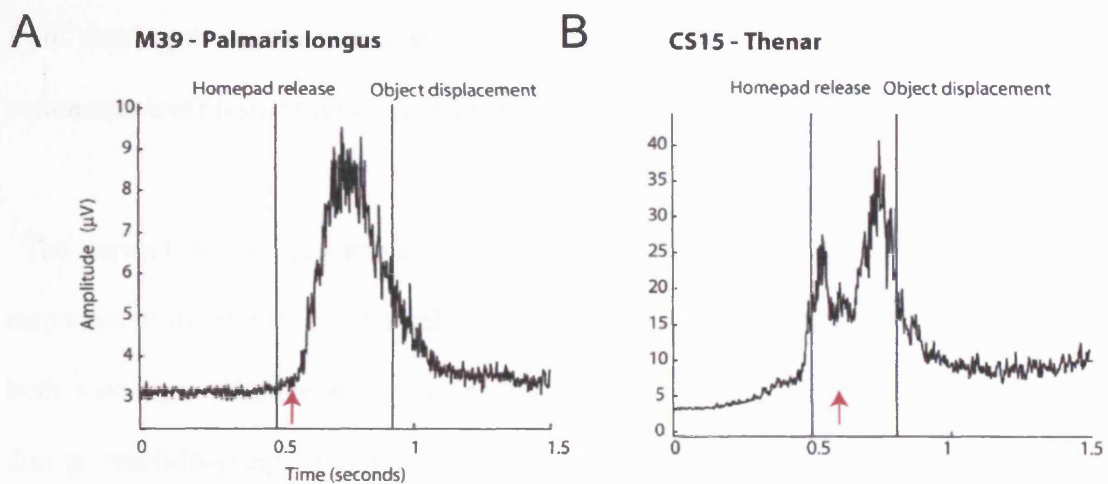 A
M39 - Palmaris longus
Homepad release
Object displacement
10
9
8
7
6
5
4
3
Amplitude (µV)
0
0.5
1
1.5
Time (seconds)
B
CS15 - Thenar
Homepad release
Object displacement
40
35
30
25
20
15
10
5
0
0
0.5
1
1.5